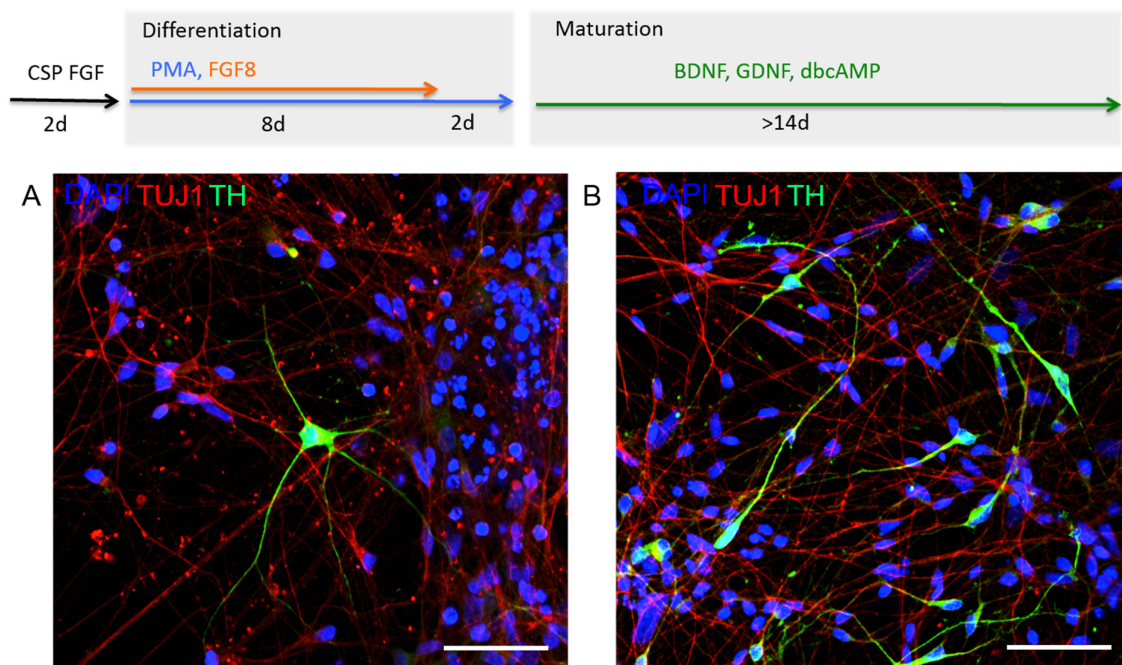 Differentiation
Maturation
CSP FGF
PMA, FGF8
BDNF, GDNF, dbcAMP
2d
8d
2d
>14d
A
DAPI TUJ1 TH
B
DAPI TUJ1 TH